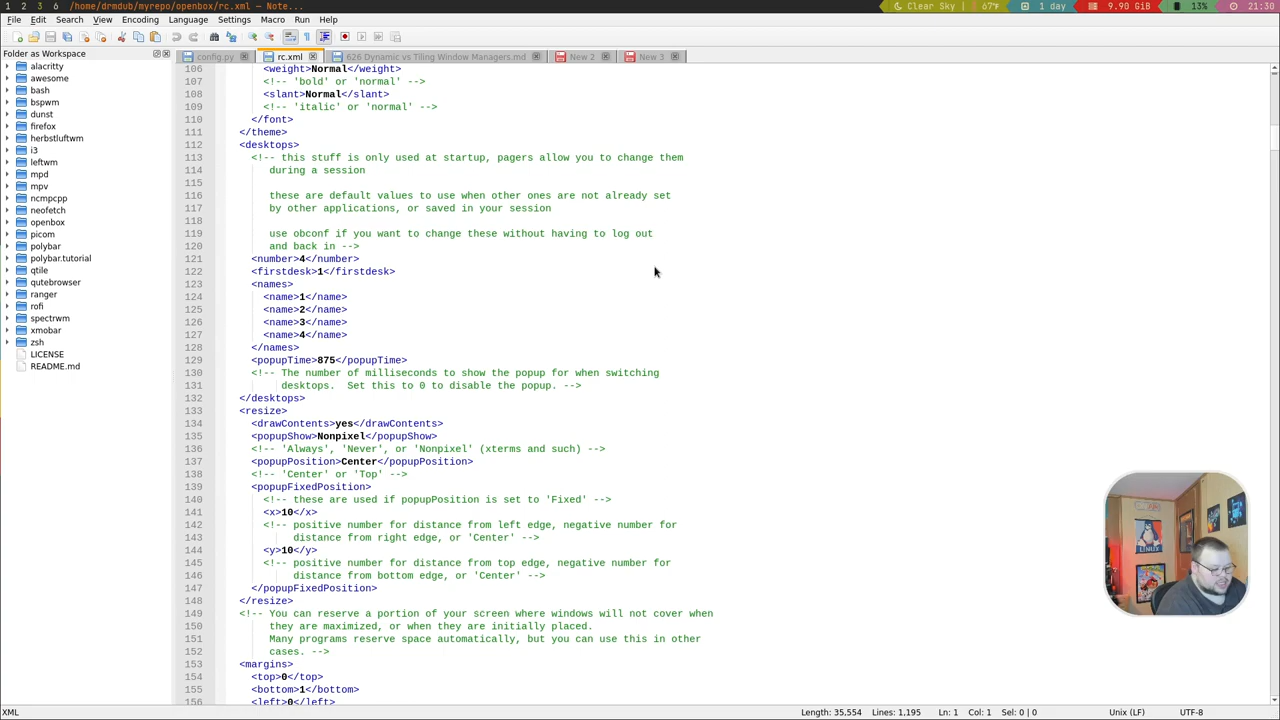 1 2 3 6 /home/drmdub/myrepo/openbox/rc.xml — Note...
Clear Sky | 67°F
1 day
9.90 GiB
13%
21:30
File Edit Search View Encoding Language Settings Macro Run Help
Folder as Workspace
config.py
rc.xml
626 Dynamic vs Tiling Window Managers.md
New 2
New 3
alacritty
awesome
bash
bspwm
dunst
firefox
herbstluftwm
i3
leftwm
mpd
mpv
ncmpcpp
neofetch
openbox
picom
polybar
polybar.tutorial
qtile
qutebrowser
ranger
rofi
spectrwm
xmobar
zsh
LICENSE
README.md
106 <weight>Normal</weight>
107 <!-- 'bold' or 'normal' -->
108 <slant>Normal</slant>
109 <!-- 'italic' or 'normal' -->
110 </font>
111 </theme>
112 <desktops>
113 <!-- this stuff is only used at startup, pagers allow you to change them
114 during a session
115
116 these are default values to use when other ones are not already set
117 by other applications, or saved in your session
118
119 use obconf if you want to change these without having to log out
120 and back in -->
121 <number>4</number>
122 <firstdesk>1</firstdesk>
123 <names>
124 <name>1</name>
125 <name>2</name>
126 <name>3</name>
127 <name>4</name>
128 </names>
129 <popupTime>875</popupTime>
130 <!-- The number of milliseconds to show the popup for when switching
131 desktops. Set this to 0 to disable the popup. -->
132 </desktops>
133 <resize>
134 <drawContents>yes</drawContents>
135 <popupShow>Nonpixel</popupShow>
136 <!-- 'Always', 'Never', or 'Nonpixel' (xterms and such) -->
137 <popupPosition>Center</popupPosition>
138 <!-- 'Center' or 'Top' -->
139 <popupFixedPosition>
140 <!-- these are used if popupPosition is set to 'Fixed' -->
141 <x>10</x>
142 <!-- positive number for distance from left edge, negative number for
143 distance from right edge, or 'Center' -->
144 <y>10</y>
145 <!-- positive number for distance from top edge, negative number for
146 distance from bottom edge, or 'Center' -->
147 </popupFixedPosition>
148 </resize>
149 <!-- You can reserve a portion of your screen where windows will not cover when
150 they are maximized, or when they are initially placed.
151 Many programs reserve space automatically, but you can use this in other
152 cases. -->
153 <margins>
154 <top>0</top>
155 <bottom>1</bottom>
156 <left>0</left>
LINUX
XML
Length: 35,554 Lines: 1,195
Ln: 1 Col: 1 Sel: 0 | 0
Unix (LF)
UTF-8